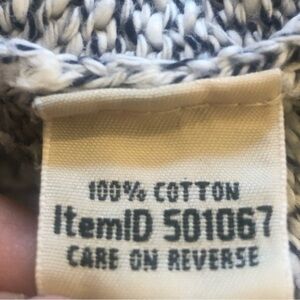 100% COTTON
ItemID 501067
CARE ON REVERSE